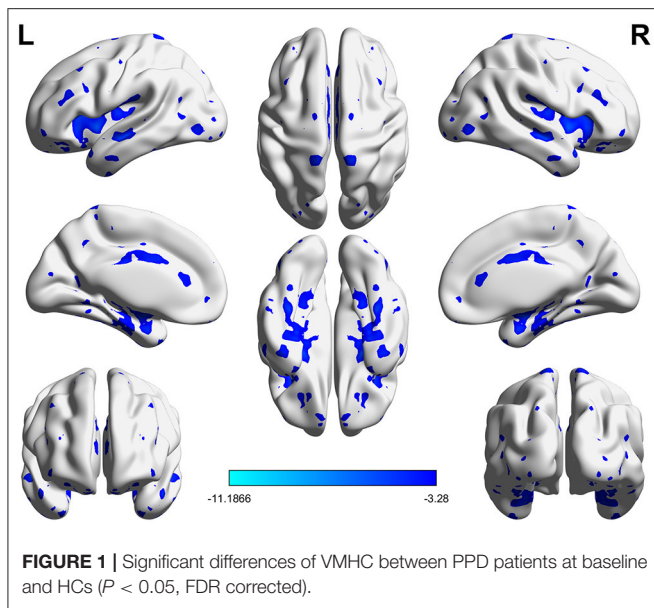 L
R
-11.1866
-3.28
FIGURE 1 | Significant differences of VMHC between PPD patients at baseline
and HCs (P < 0.05, FDR corrected).